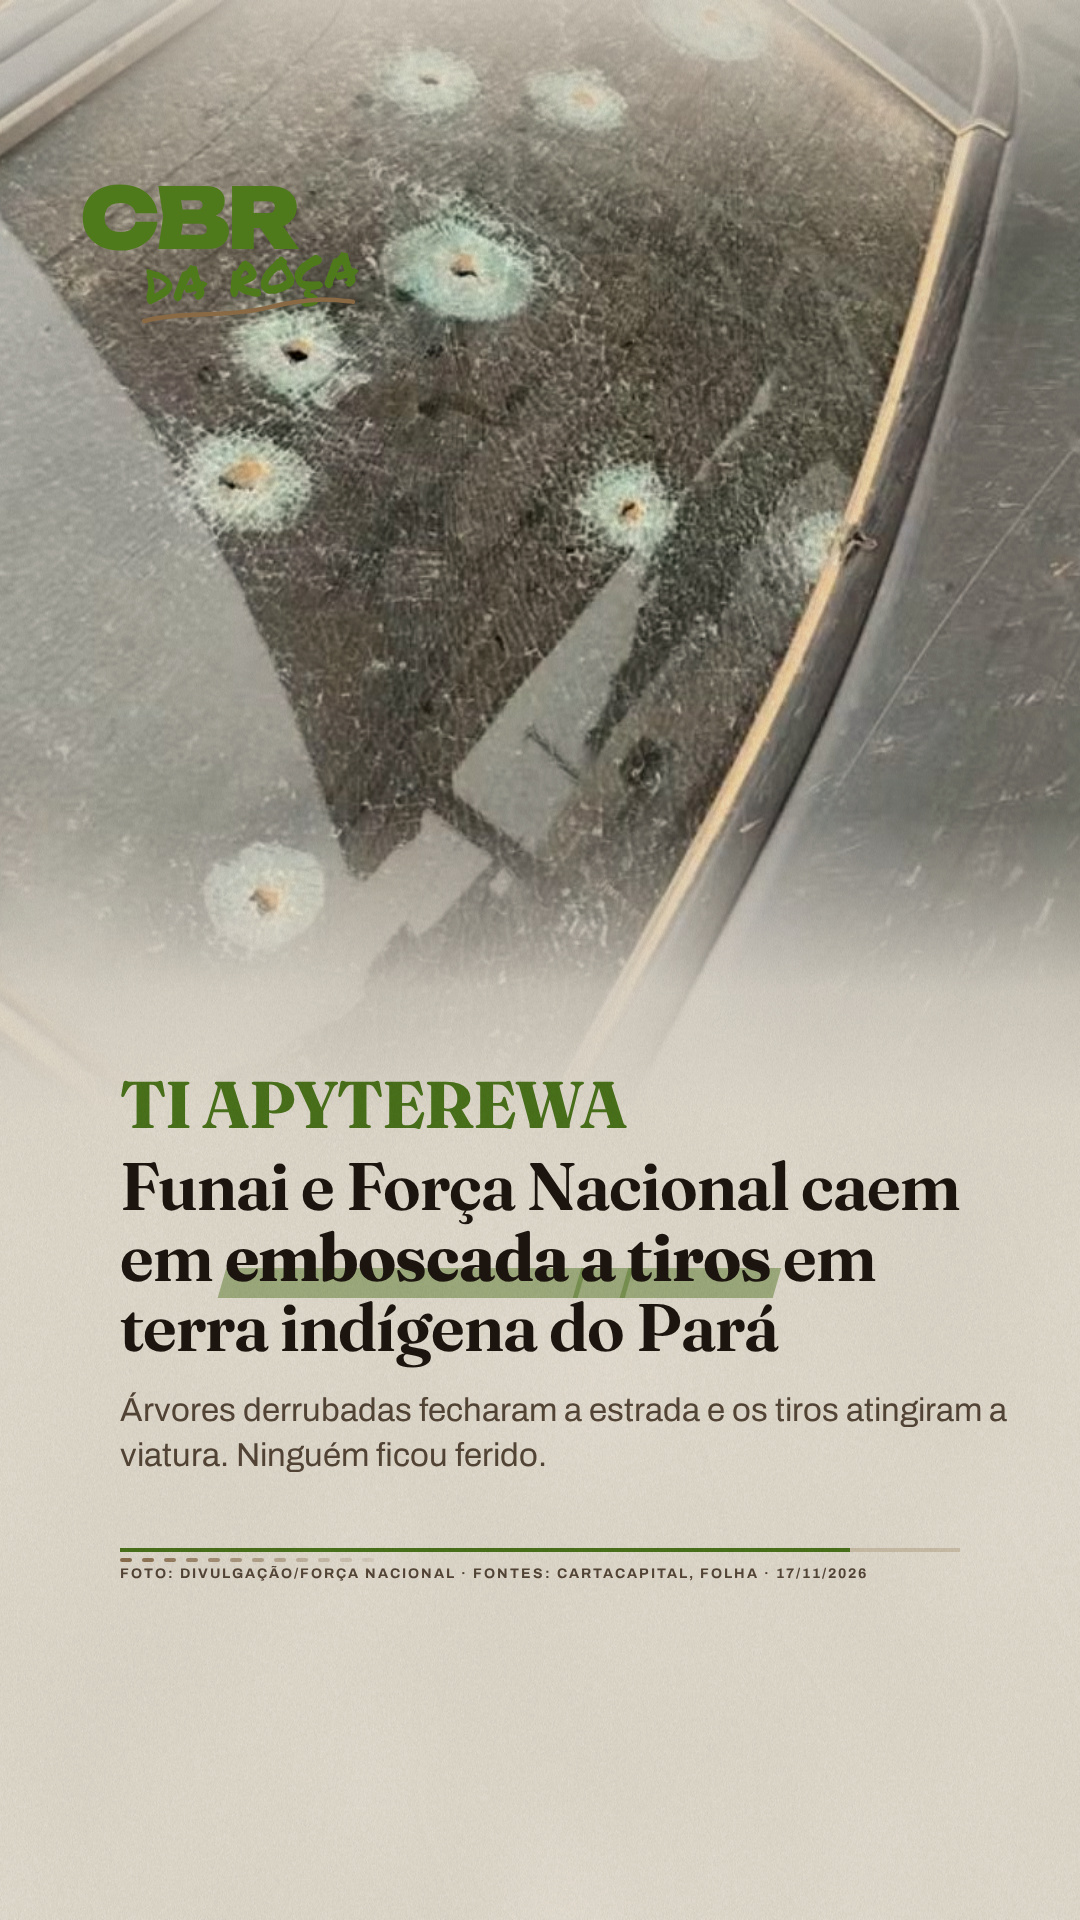 CBR
DA ROÇA
TI APYTEREWA
Funai e Força Nacional caem
em emboscada a tiros em
terra indígena do Pará
Árvores derrubadas fecharam a estrada e os tiros atingiram a
viatura. Ninguém ficou ferido.
FOTO: DIVULGAÇÃO/FORÇA NACIONAL · FONTES: CARTACAPITAL, FOLHA · 17/11/2026